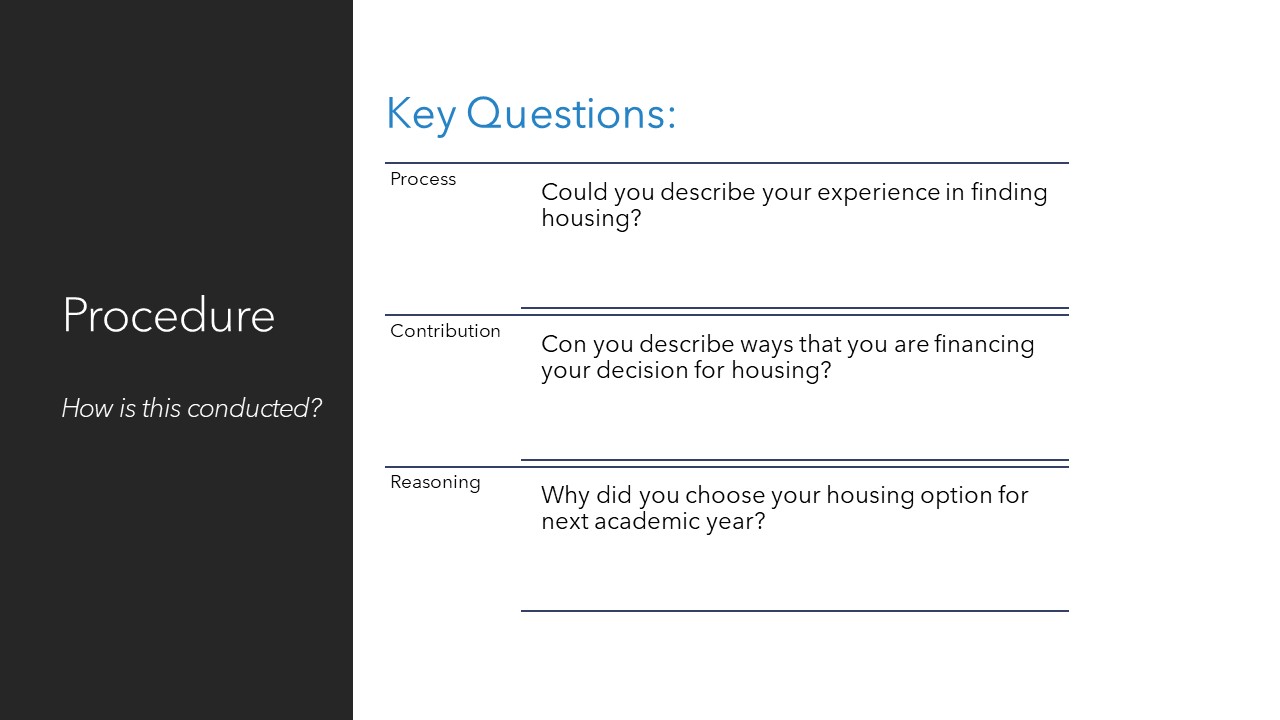 Procedure
How is this conducted?
Key Questions:
Process
Could you describe your experience in finding
housing?
Contribution
Con you describe ways that you are financing
your decision for housing?
Reasoning
Why did you choose your housing option for
next academic year?